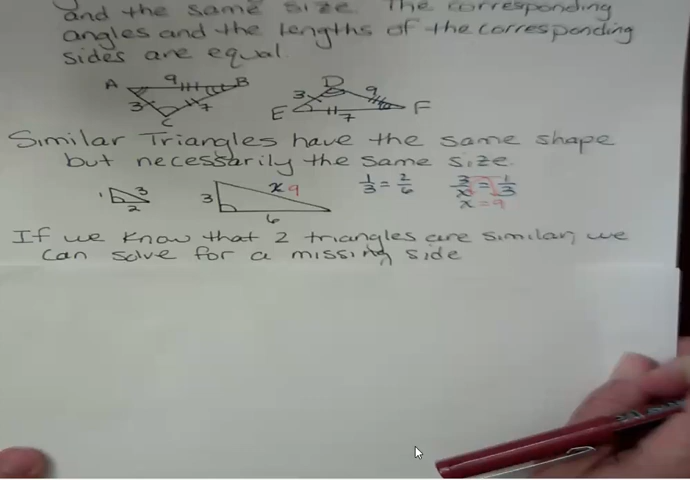 and the same size. The corresponding
angles and the lengths of the corresponding
sides are equal
A 9 B
3 7
C
D
3 9
E 7 F
Similar Triangles have the same shape
but necessarily the same size.
1 3
2
3 x 9
6
1/3 = 2/6
3/x = 1/3
x = 9
If we know that 2 triangles are similar, we
can solve for a missing side